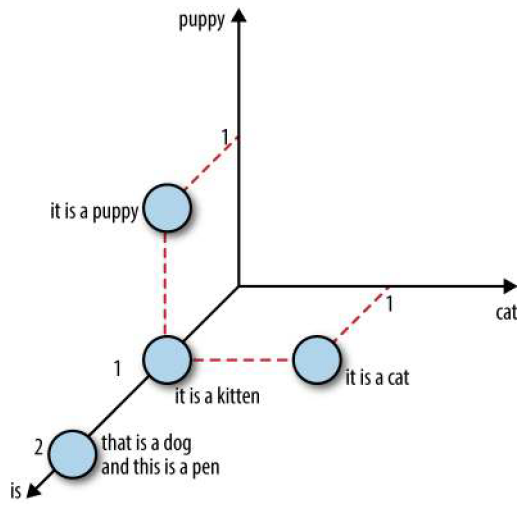 puppy
1
it is a puppy
1
cat
1
it is a cat
it is a kitten
2
that is a dog
and this is a pen
is